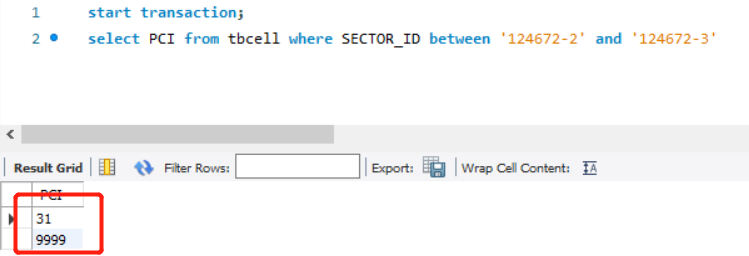 1 start transaction;
2 select PCI from tbcell where SECTOR_ID between '124672-2' and '124672-3'
Result Grid Filter Rows: Export: Wrap Cell Content:
PCI
31
9999